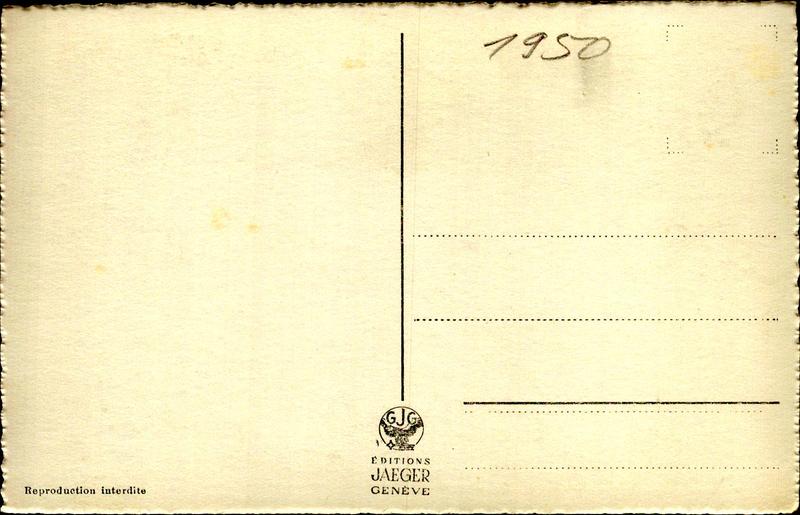 1950
GJG
ÉDITIONS
JAEGER
GENÈVE
Reproduction interdite